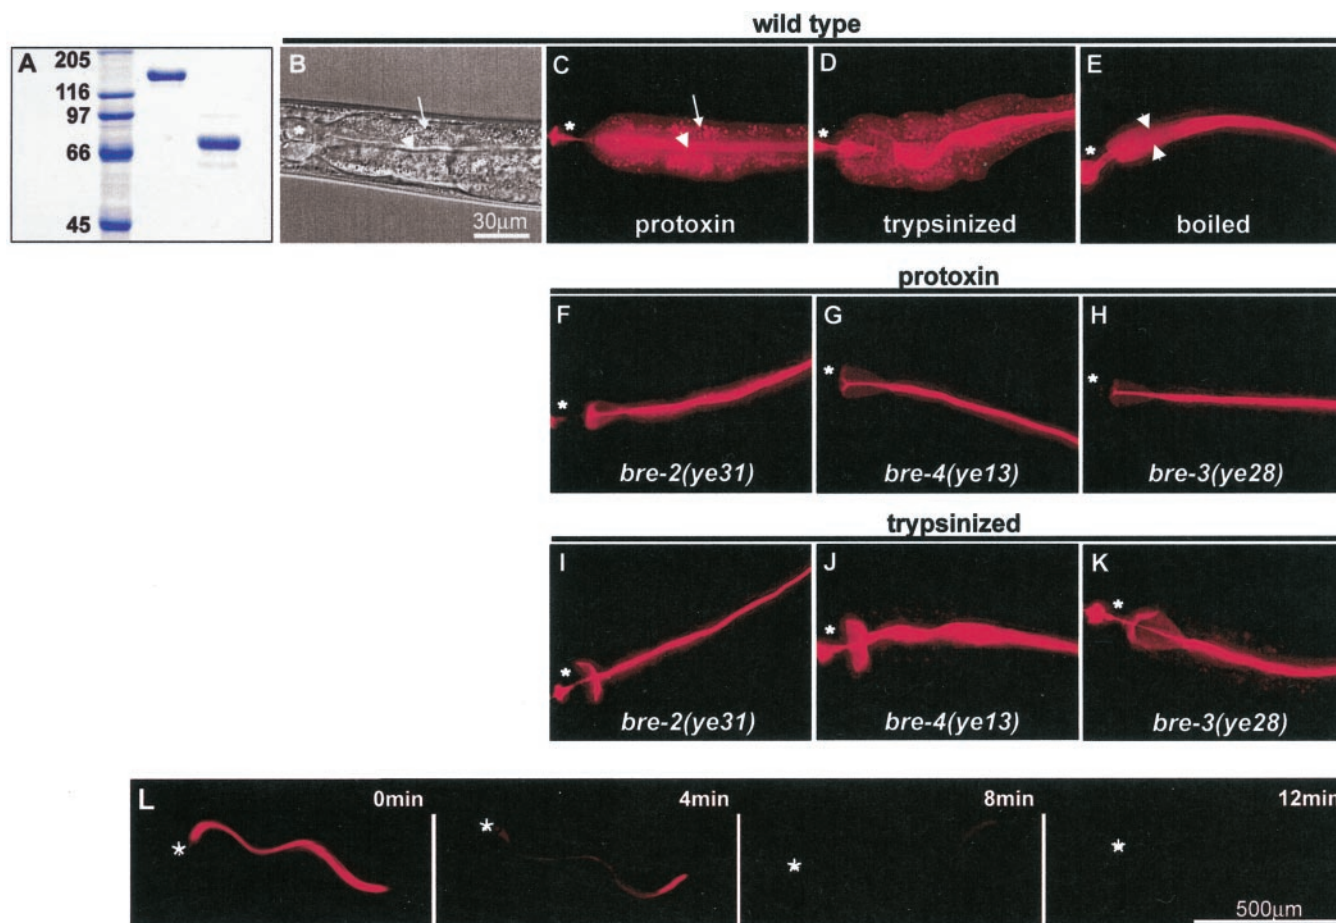 wild type
A
205
116
97
66
45
B
*
30µm
C
*
protoxin
D
*
trypsinized
E
*
boiled
protoxin
F
*
bre-2(ye31)
G
*
bre-4(ye13)
H
*
bre-3(ye28)
trypsinized
I
*
bre-2(ye31)
J
*
bre-4(ye13)
K
*
bre-3(ye28)
L
0min
*
4min
*
8min
*
12min
*
500µm